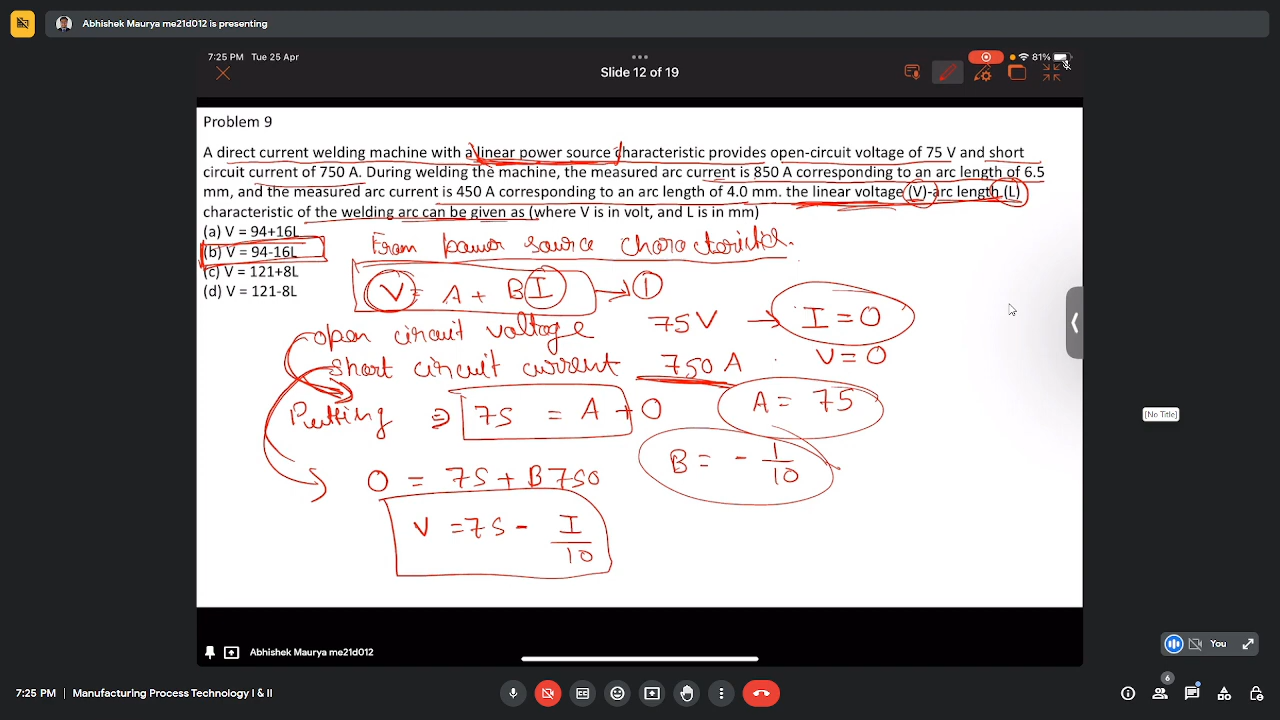 Abhishek Maurya me21d012 is presenting
7:25 PM Tue 25 Apr
81%
Slide 12 of 19
Problem 9
A direct current welding machine with a linear power source characteristic provides open-circuit voltage of 75 V and short
circuit current of 750 A. During welding the machine, the measured arc current is 850 A corresponding to an arc length of 6.5
mm, and the measured arc current is 450 A corresponding to an arc length of 4.0 mm. the linear voltage (V)-arc length (L)
characteristic of the welding arc can be given as (where V is in volt, and L is in mm)
(a) V = 94+16L
(b) V = 94-16L
(c) V = 121+8L
(d) V = 121-8L
From power source characteristics.
V = A + BI → ①
open circuit voltage 75V → I = 0
short circuit current 750 A . V = 0
Putting ⇒ 75 = A + 0 A = 75
B = - 1/10
0 = 75 + B750
V = 75 - I/10
[No Title]
Abhishek Maurya me21d012
You
6
7:25 PM | Manufacturing Process Technology I & II